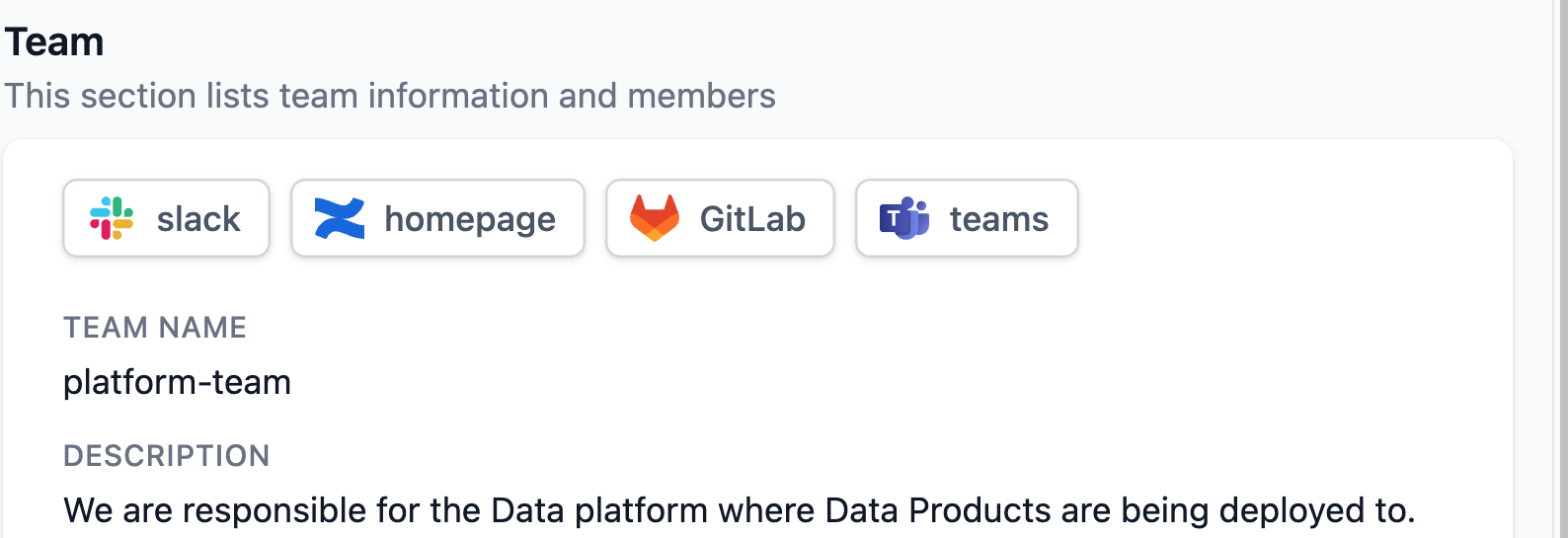 Team
This section lists team information and members
slack homepage GitLab teams
TEAM NAME
platform-team
DESCRIPTION
We are responsible for the Data platform where Data Products are being deployed to.